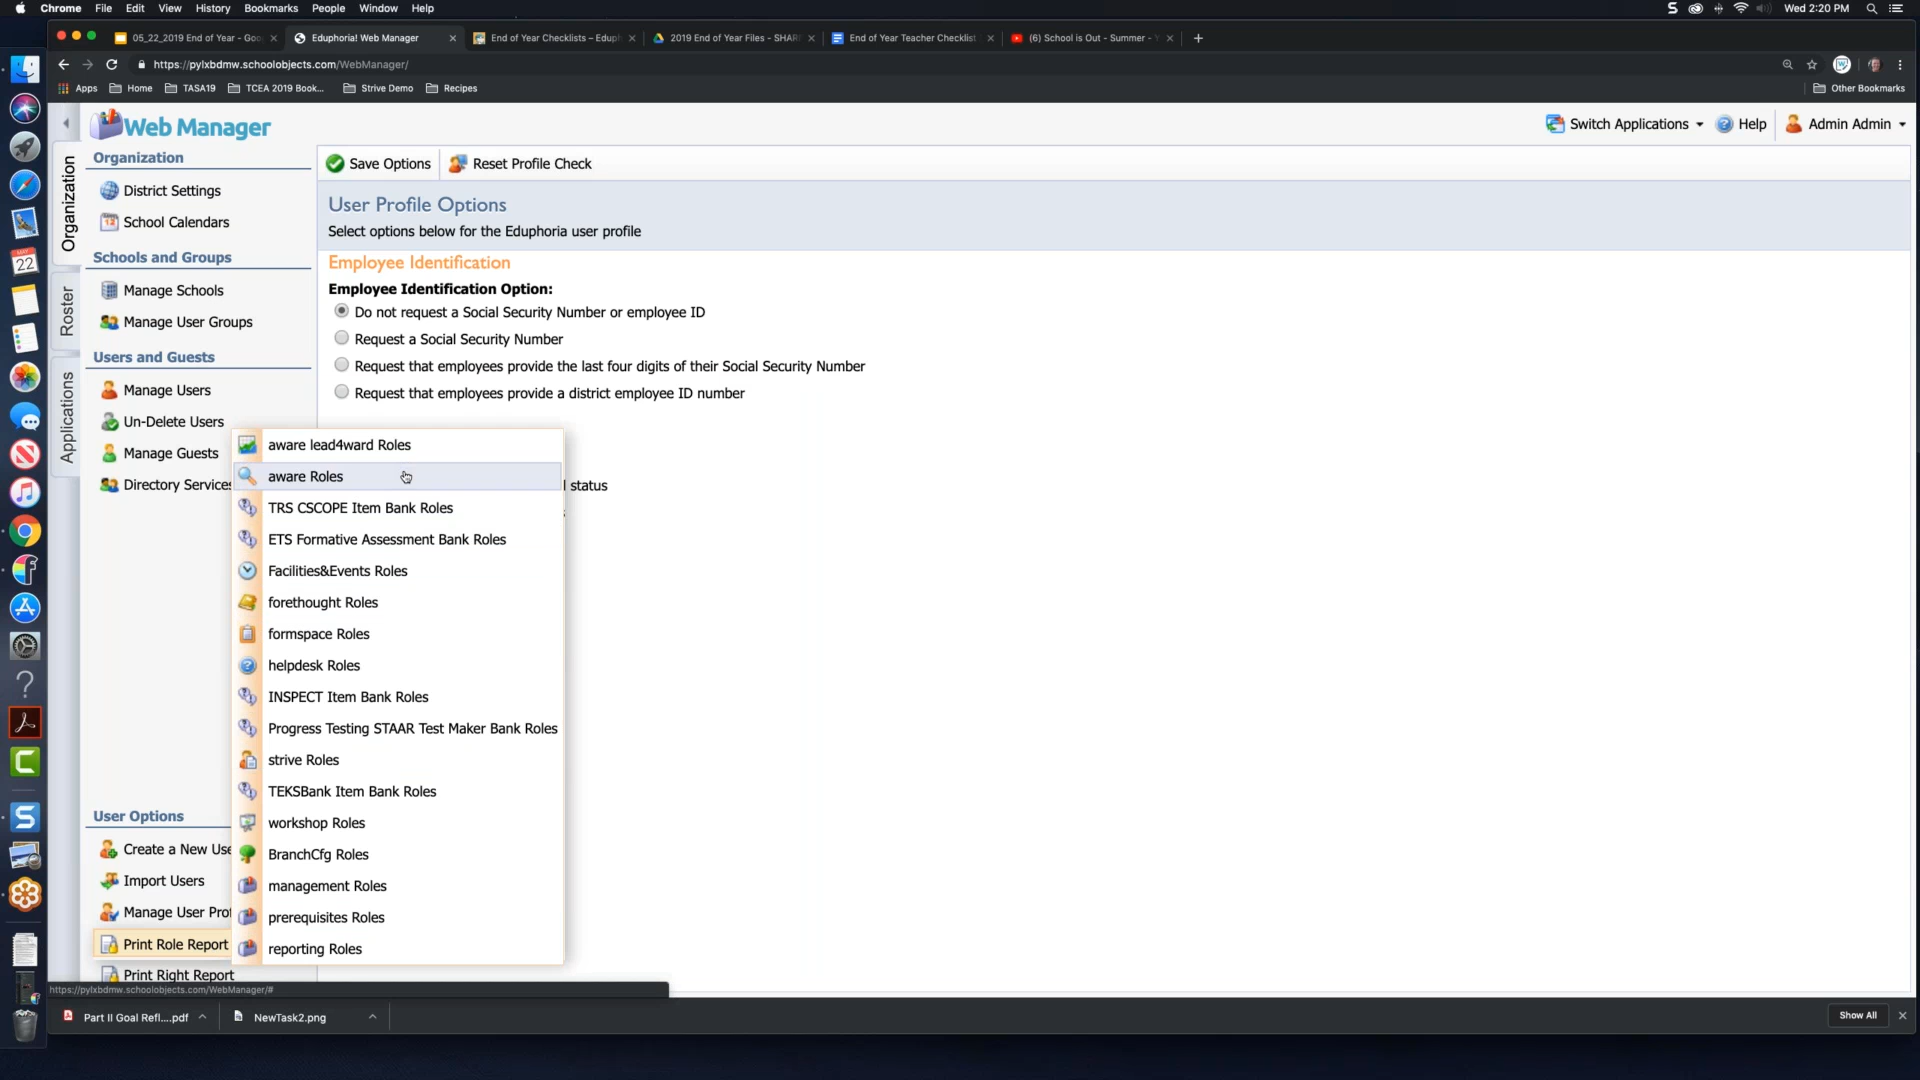 Chrome File Edit View History Bookmarks People Window Help
Wed 2:20 PM
05_22_2019 End of Year - Goo
Eduphoria! Web Manager
End of Year Checklists – Eduph
2019 End of Year Files - SHAR
End of Year Teacher Checklist
(6) School is Out - Summer - Y
https://pylxbdmw.schoolobjects.com/WebManager/
Apps Home TASA19 TCEA 2019 Book... Strive Demo Recipes Other Bookmarks
Web Manager
Switch Applications Help Admin Admin
Organization
Roster
Applications
Organization
District Settings
School Calendars
Schools and Groups
Manage Schools
Manage User Groups
Users and Guests
Manage Users
Un-Delete Users
Manage Guests
Directory Services
User Options
Create a New Use
Import Users
Manage User Prof
Print Role Report
Print Right Report
Save Options Reset Profile Check
User Profile Options
Select options below for the Eduphoria user profile
Employee Identification
Employee Identification Option:
Do not request a Social Security Number or employee ID
Request a Social Security Number
Request that employees provide the last four digits of their Social Security Number
Request that employees provide a district employee ID number
status
aware lead4ward Roles
aware Roles
TRS CSCOPE Item Bank Roles
ETS Formative Assessment Bank Roles
Facilities&Events Roles
forethought Roles
formspace Roles
helpdesk Roles
INSPECT Item Bank Roles
Progress Testing STAAR Test Maker Bank Roles
strive Roles
TEKSBank Item Bank Roles
workshop Roles
BranchCfg Roles
management Roles
prerequisites Roles
reporting Roles
https://pylxbdmw.schoolobjects.com/WebManager/#
Part II Goal Refl....pdf
NewTask2.png
Show All
MAY
22